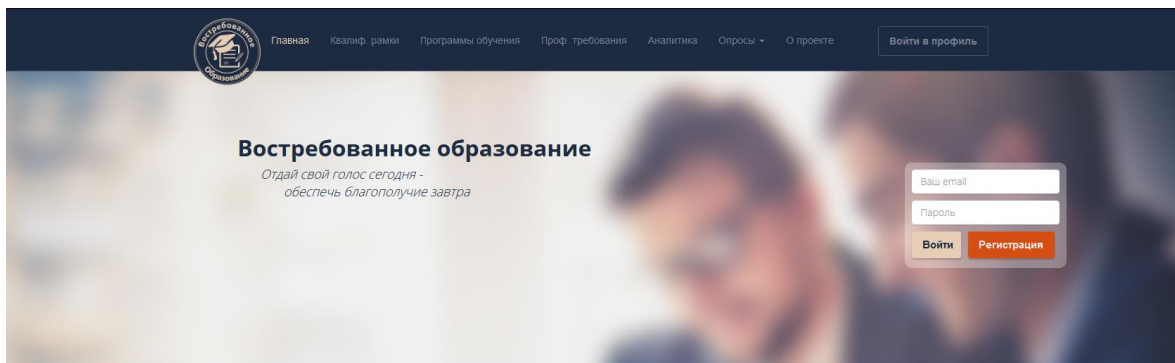 Востребованное
Образование
Главная Квалиф. рамки Программы обучения Проф. требования Аналитика Опросы О проекте Войти в профиль
Востребованное образование
Отдай свой голос сегодня -
обеспечь благополучие завтра
Ваш email
Пароль
Войти Регистрация